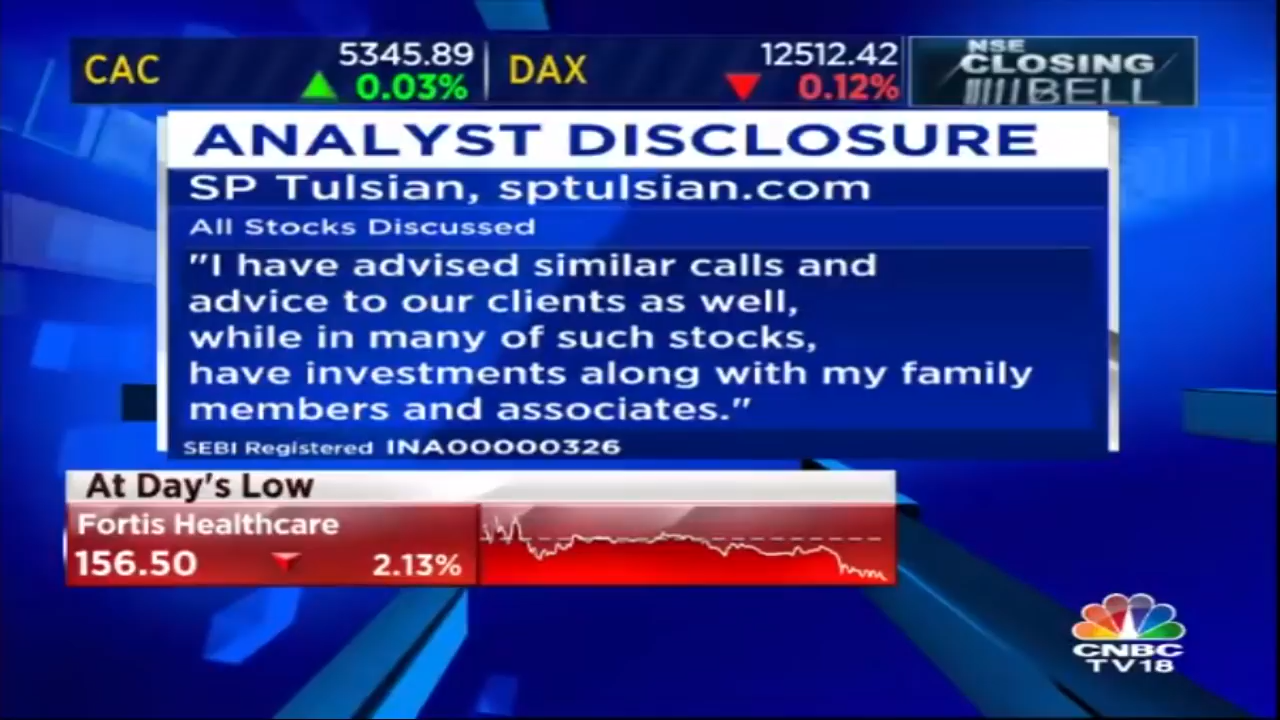 CAC 5345.89 0.03% DAX 12512.42 0.12%
NSE
CLOSING
BELL
ANALYST DISCLOSURE
SP Tulsian, sptulsian.com
All Stocks Discussed
"I have advised similar calls and
advice to our clients as well,
while in many of such stocks,
have investments along with my family
members and associates."
SEBI Registered INA00000326
At Day's Low
Fortis Healthcare
156.50 2.13%
CNBC
TV18